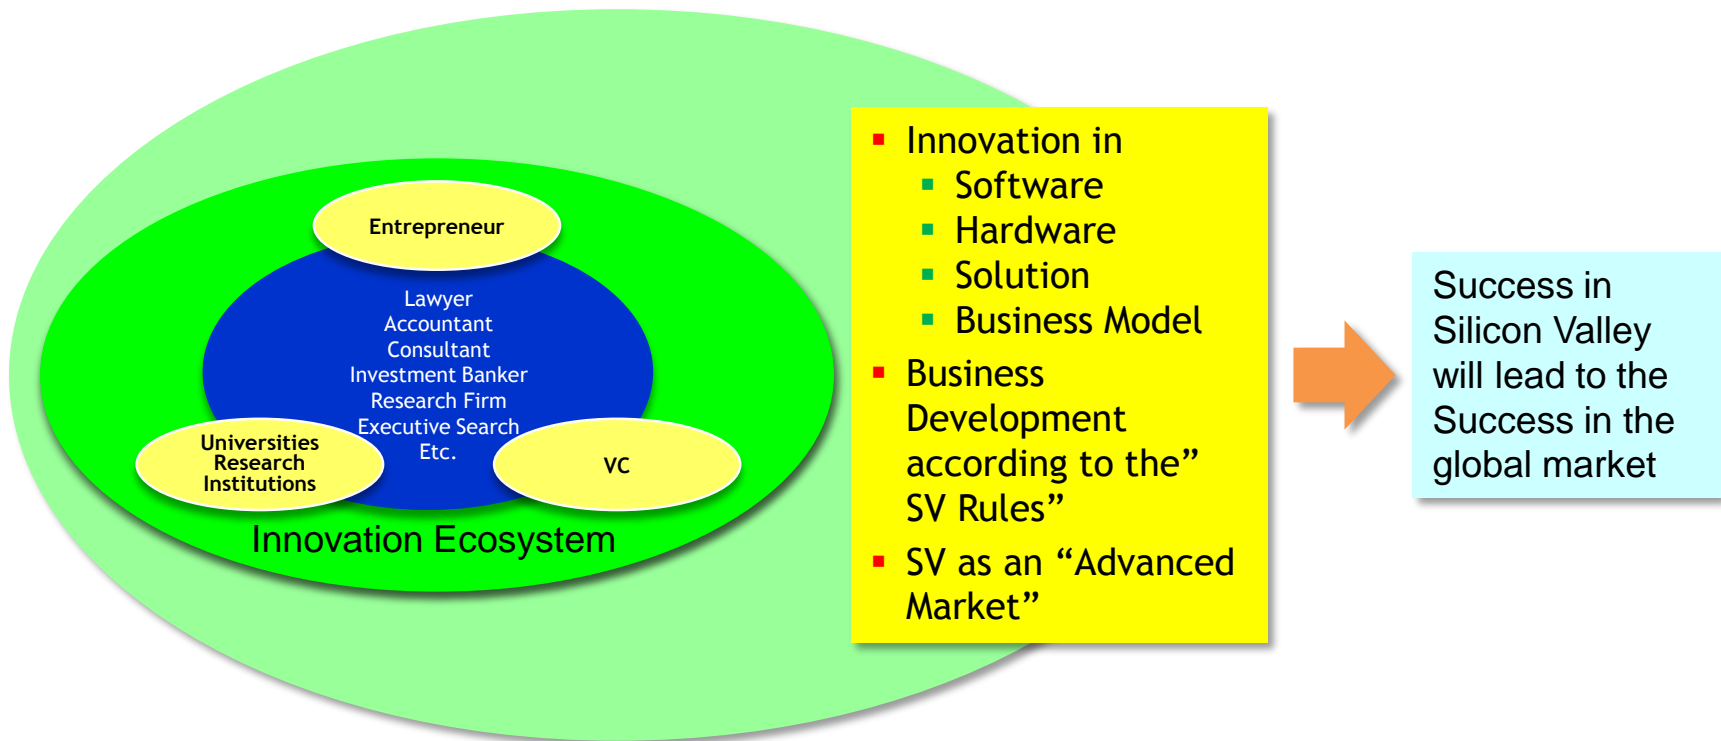 Entrepreneur
Lawyer
Accountant
Consultant
Investment Banker
Research Firm
Executive Search
Etc.
Universities
Research
Institutions
VC
Innovation Ecosystem
Innovation in
Software
Hardware
Solution
Business Model
Business
Development
according to the”
SV Rules”
SV as an “Advanced
Market”
Success in
Silicon Valley
will lead to the
Success in the
global market